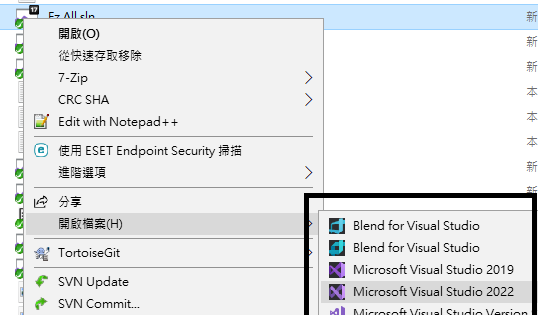 17
Ez All.sln
新
開啟(O)
新
從快速存取移除
新
7-Zip
本
CRC SHA
本
Edit with Notepad++
本
使用 ESET Endpoint Security 掃描
新
進階選項
新
分享
新
開啟檔案(H)
Blend for Visual Studio
TortoiseGit
Blend for Visual Studio
Microsoft Visual Studio 2019
SVN Update
Microsoft Visual Studio 2022
SVN Commit...
Microsoft Visual Studio Version